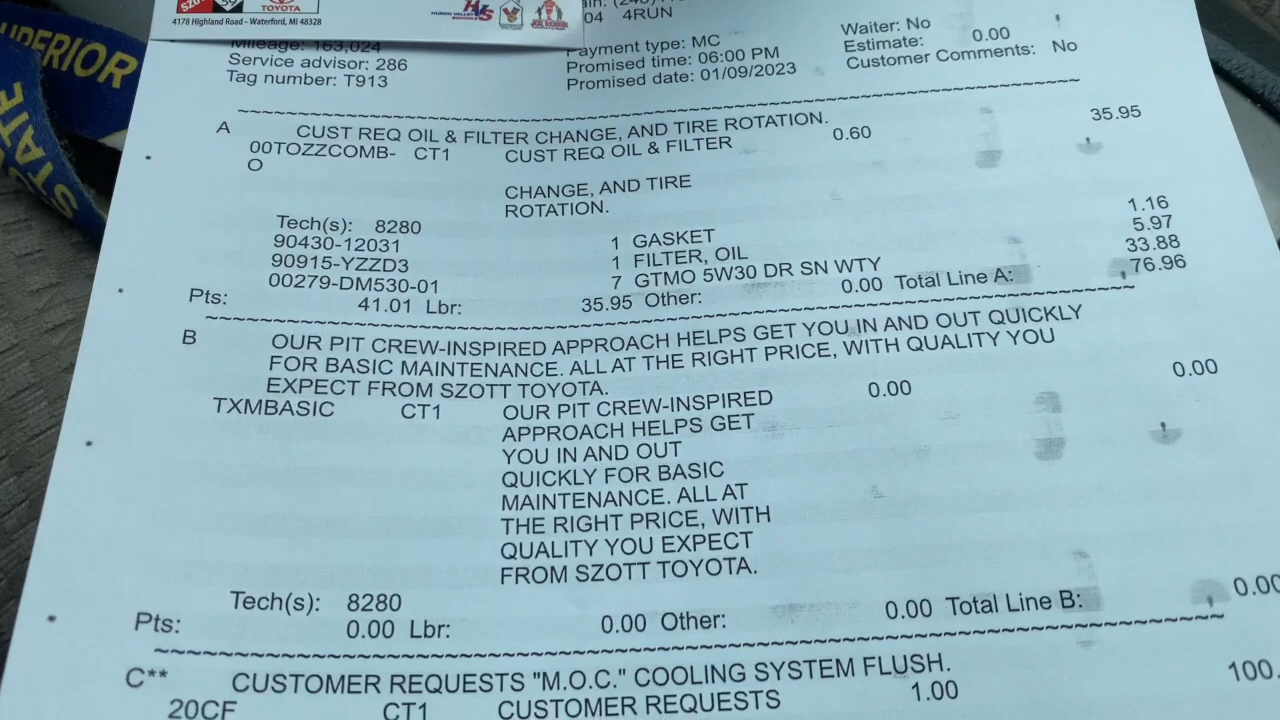 TOYOTA
4178 Highland Road – Waterford, MI 48328
HURON VALLEY SCHOOLS
04 4RUN
Mileage: 163,024
Service advisor: 286
Tag number: T913
Payment type: MC
Promised time: 06:00 PM
Promised date: 01/09/2023
Waiter: No
Estimate: 0.00
Customer Comments: No
A CUST REQ OIL & FILTER CHANGE, AND TIRE ROTATION.
00TOZZCOMB- CT1 CUST REQ OIL & FILTER 0.60 35.95
O
CHANGE, AND TIRE
ROTATION.
Tech(s): 8280
90430-12031 1 GASKET 1.16
90915-YZZD3 1 FILTER, OIL 5.97
00279-DM530-01 7 GTMO 5W30 DR SN WTY 33.88
Pts: 41.01 Lbr: 35.95 Other: 0.00 Total Line A: 76.96
B OUR PIT CREW-INSPIRED APPROACH HELPS GET YOU IN AND OUT QUICKLY
FOR BASIC MAINTENANCE. ALL AT THE RIGHT PRICE, WITH QUALITY YOU
EXPECT FROM SZOTT TOYOTA.
TXMBASIC CT1 OUR PIT CREW-INSPIRED 0.00 0.00
APPROACH HELPS GET
YOU IN AND OUT
QUICKLY FOR BASIC
MAINTENANCE. ALL AT
THE RIGHT PRICE, WITH
QUALITY YOU EXPECT
FROM SZOTT TOYOTA.
Tech(s): 8280
Pts: 0.00 Lbr: 0.00 Other: 0.00 Total Line B: 0.00
C** CUSTOMER REQUESTS "M.O.C." COOLING SYSTEM FLUSH.
20CF CT1 CUSTOMER REQUESTS 1.00 100.
SUPERIOR
STATE